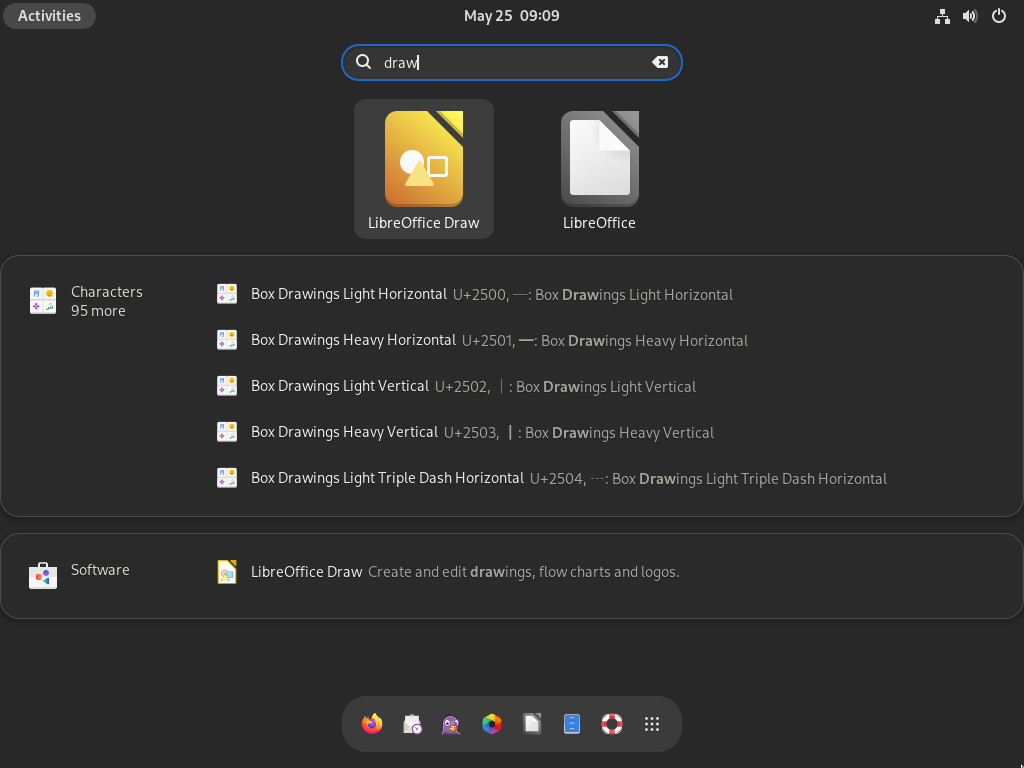 Activities
May 25  09:09
draw
LibreOffice Draw
LibreOffice
Characters
95 more
Box Drawings Light Horizontal U+2500, ─: Box Drawings Light Horizontal
Box Drawings Heavy Horizontal U+2501, ━: Box Drawings Heavy Horizontal
Box Drawings Light Vertical U+2502, │: Box Drawings Light Vertical
Box Drawings Heavy Vertical U+2503, ┃: Box Drawings Heavy Vertical
Box Drawings Light Triple Dash Horizontal U+2504, ┄: Box Drawings Light Triple Dash Horizontal
Software
LibreOffice Draw Create and edit drawings, flow charts and logos.